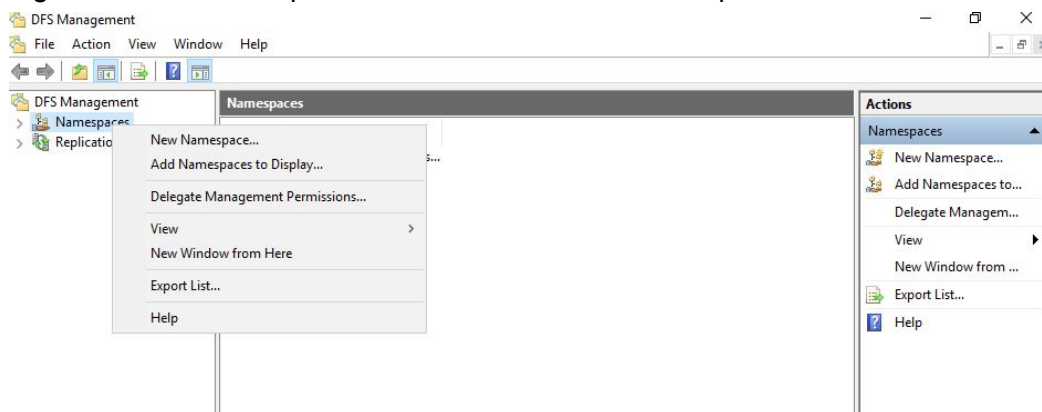 DFS Management
File Action View Window Help
DFS Management
Namespaces
Replicatio
Namespaces
s...
New Namespace...
Add Namespaces to Display...
Delegate Management Permissions...
View
New Window from Here
Export List...
Help
Actions
Namespaces
New Namespace...
Add Namespaces to...
Delegate Managem...
View
New Window from ...
Export List...
Help